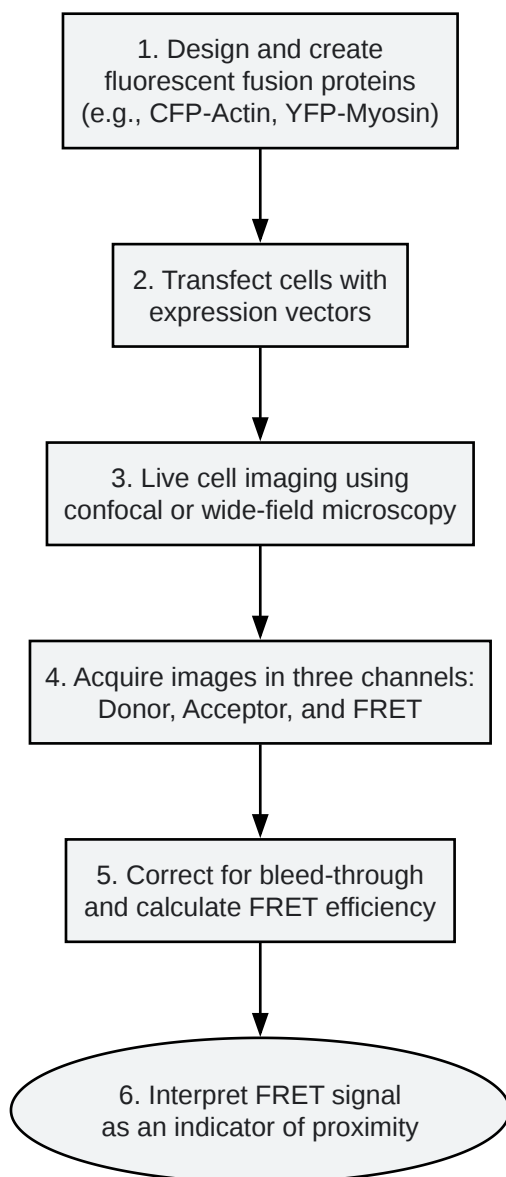 1. Design and create
fluorescent fusion proteins
(e.g., CFP-Actin, YFP-Myosin)
2. Transfect cells with
expression vectors
3. Live cell imaging using
confocal or wide-field microscopy
4. Acquire images in three channels:
Donor, Acceptor, and FRET
5. Correct for bleed-through
and calculate FRET efficiency
6. Interpret FRET signal
as an indicator of proximity